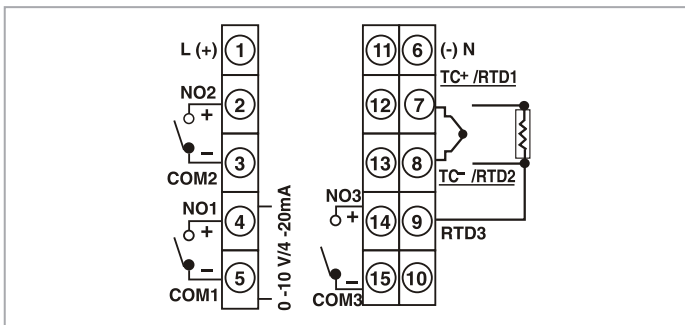 L (+) 1
NO2 2
+
3
–
COM2
NO1 4
+
5
–
COM1
0 -10 V/4 -20mA
11 6 (-) N
TC+ /RTD1
12 7
13 8
TC– /RTD2
NO3
+
14 9
RTD3
15 10
–
COM3